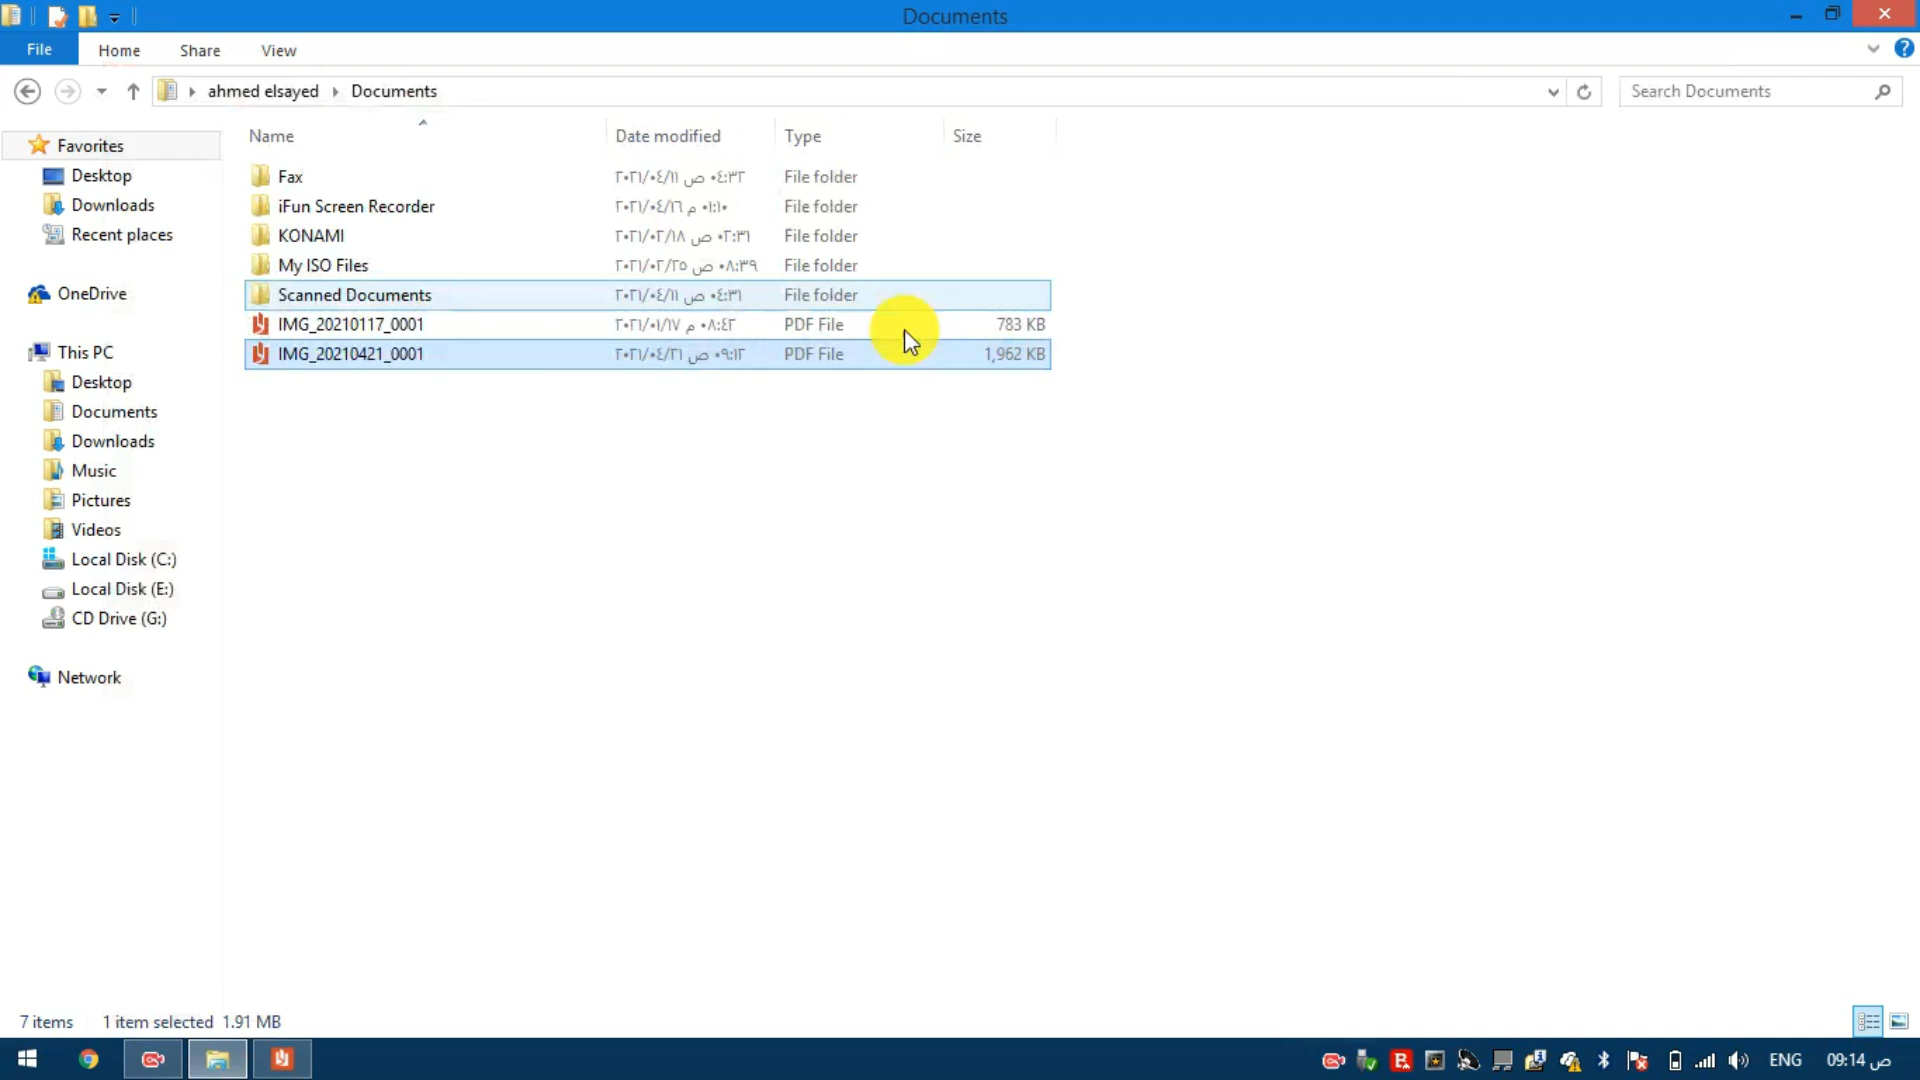 Documents
File Home Share View
ahmed elsayed Documents Search Documents
Name Date modified Type Size
Favorites
Desktop
Downloads
Recent places
OneDrive
This PC
Desktop
Documents
Downloads
Music
Pictures
Videos
Local Disk (C:)
Local Disk (E:)
CD Drive (G:)
Network
Fax ٢٠٢١/٠٤/١١ ص ٠٤:٣٢ File folder
iFun Screen Recorder ٢٠٢١/٠٤/١٦ م ٠١:١٠ File folder
KONAMI ٢٠٢١/٠٢/١٨ ص ٠٢:٣١ File folder
My ISO Files ٢٠٢١/٠٢/٢٥ ص ٠٨:٣٩ File folder
Scanned Documents ٢٠٢١/٠٤/١١ ص ٠٤:٣١ File folder
IMG_20210117_0001 ٢٠٢١/٠١/١٧ م ٠٨:٤٢ PDF File 783 KB
IMG_20210421_0001 ٢٠٢١/٠٤/٢١ ص ٠٩:١٢ PDF File 1,962 KB
7 items 1 item selected 1.91 MB
ENG 09:14 ص